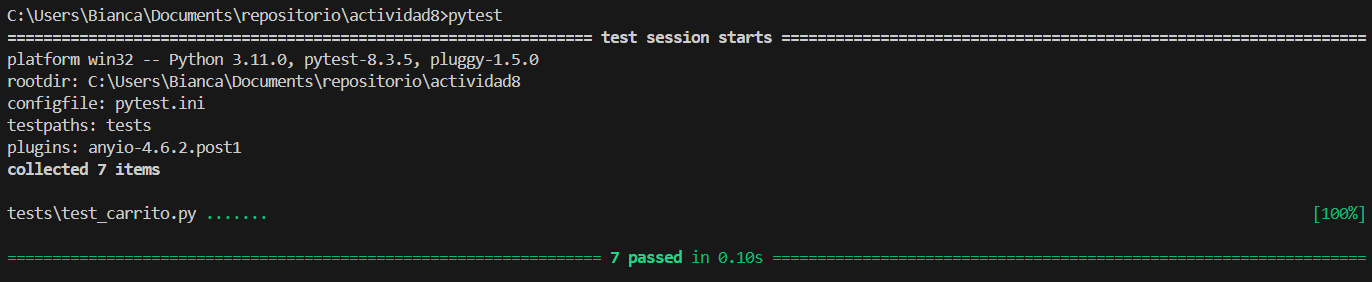 C:\Users\Bianca\Documents\repositorio\actividad8>pytest
================================================================= test session starts =================================================================
platform win32 -- Python 3.11.0, pytest-8.3.5, pluggy-1.5.0
rootdir: C:\Users\Bianca\Documents\repositorio\actividad8
configfile: pytest.ini
testpaths: tests
plugins: anyio-4.6.2.post1
collected 7 items
tests\test_carrito.py ....... [100%]
================================================================== 7 passed in 0.10s ==================================================================